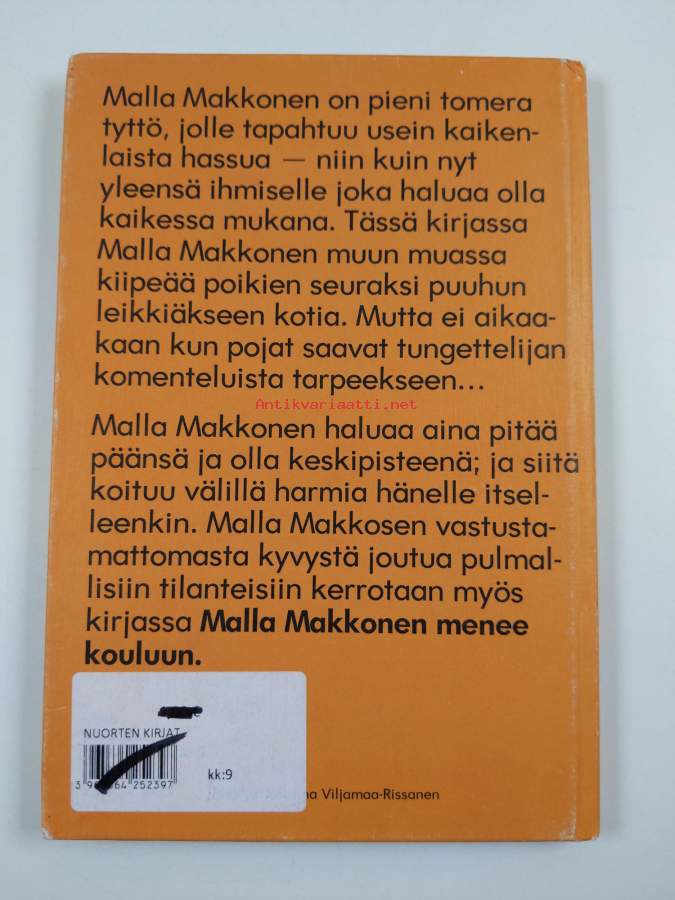 Malla Makkonen on pieni tomera
tyttö, jolle tapahtuu usein kaiken-
laista hassua — niin kuin nyt
yleensä ihmiselle joka haluaa olla
kaikessa mukana. Tässä kirjassa
Malla Makkonen muun muassa
kiipeää poikien seuraksi puuhun
leikkiäkseen kotia. Mutta ei aikaa-
kaan kun pojat saavat tungettelijan
komenteluista tarpeekseen...
Antikvariaatti.net
Malla Makkonen haluaa aina pitää
päänsä ja olla keskipisteenä; ja siitä
koituu välillä harmia hänelle itsel-
leenkin. Malla Makkosen vastusta-
mattomasta kyvystä joutua pulmal-
lisiin tilanteisiin kerrotaan myös
kirjassa Malla Makkonen menee
kouluun.
NUORTEN KIRJAT
kk:9
252397
Viljamaa-Rissanen